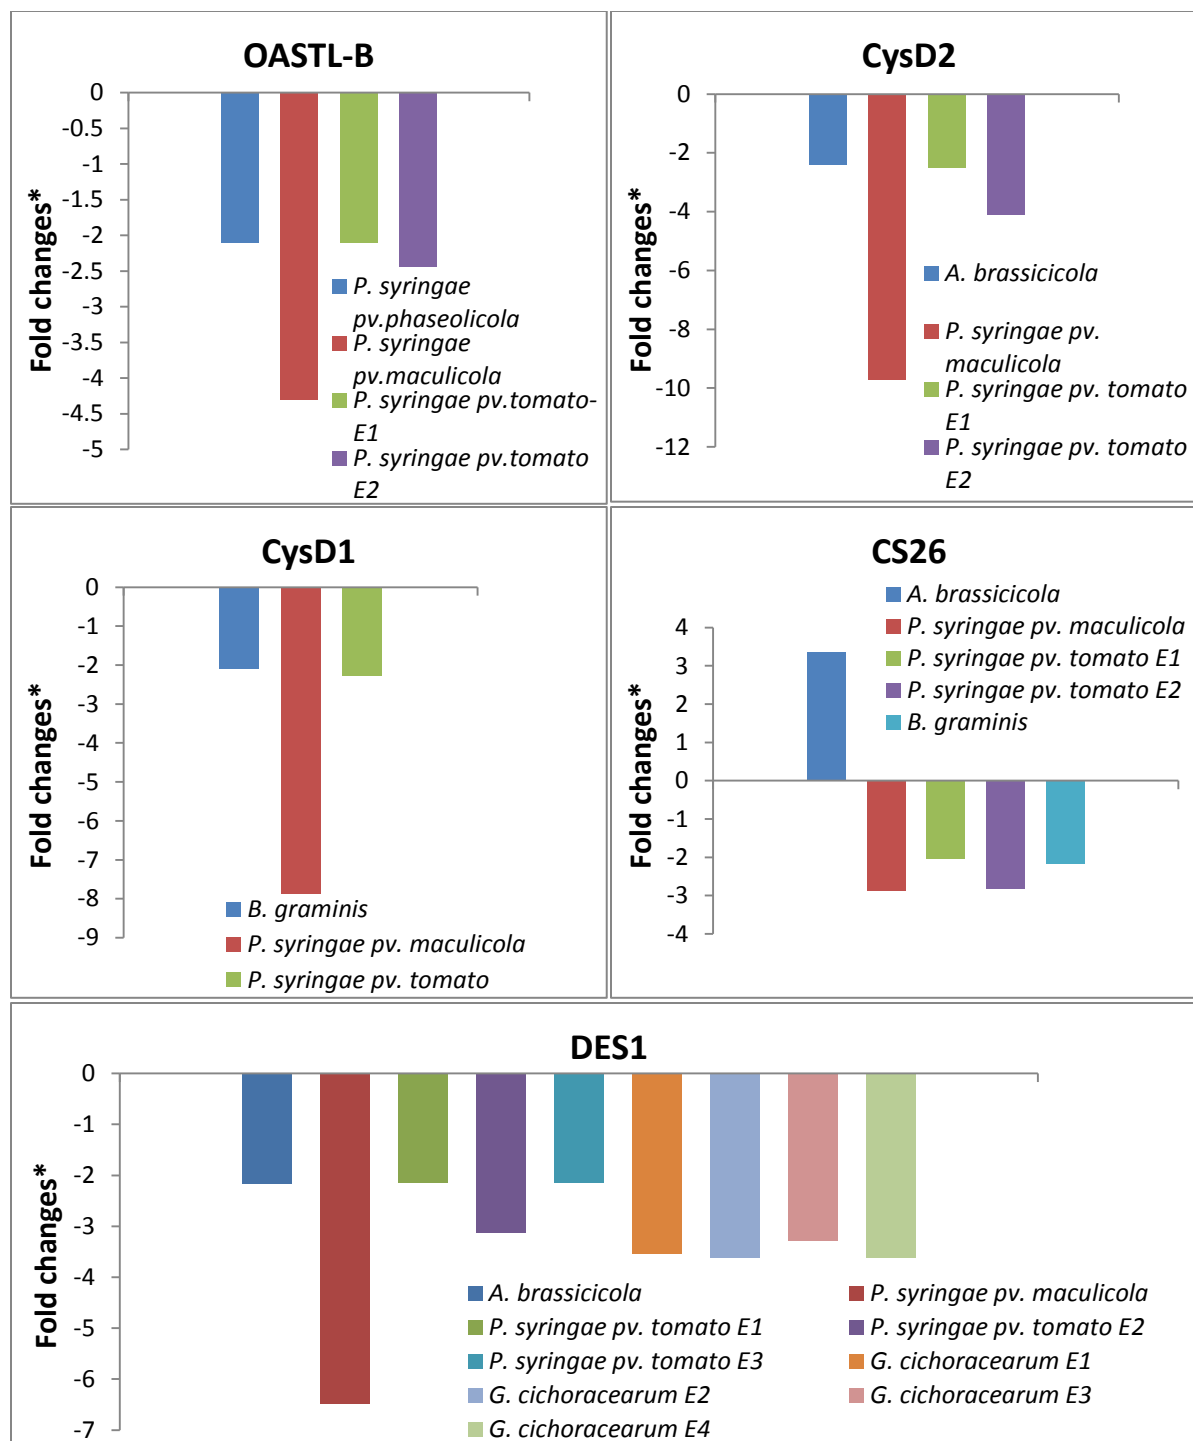 OASTL-B
Fold changes*
0
-0.5
-1
-1.5
-2
-2.5
-3
-3.5
-4
-4.5
-5
P. syringae
pv.phaseolicola
P. syringae
pv.maculicola
P. syringae pv.tomato-
E1
P. syringae pv.tomato
E2
CysD2
Fold changes*
0
-2
-4
-6
-8
-10
-12
A. brassicicola
P. syringae pv.
maculicola
P. syringae pv. tomato
E1
P. syringae pv. tomato
E2
CysD1
Fold changes*
0
-1
-2
-3
-4
-5
-6
-7
-8
-9
B. graminis
P. syringae pv. maculicola
P. syringae pv. tomato
CS26
Fold changes*
4
3
2
1
0
-1
-2
-3
-4
A. brassicicola
P. syringae pv. maculicola
P. syringae pv. tomato E1
P. syringae pv. tomato E2
B. graminis
DES1
Fold changes*
0
-1
-2
-3
-4
-5
-6
-7
A. brassicicola
P. syringae pv. maculicola
P. syringae pv. tomato E1
P. syringae pv. tomato E2
P. syringae pv. tomato E3
G. cichoracearum E1
G. cichoracearum E2
G. cichoracearum E3
G. cichoracearum E4